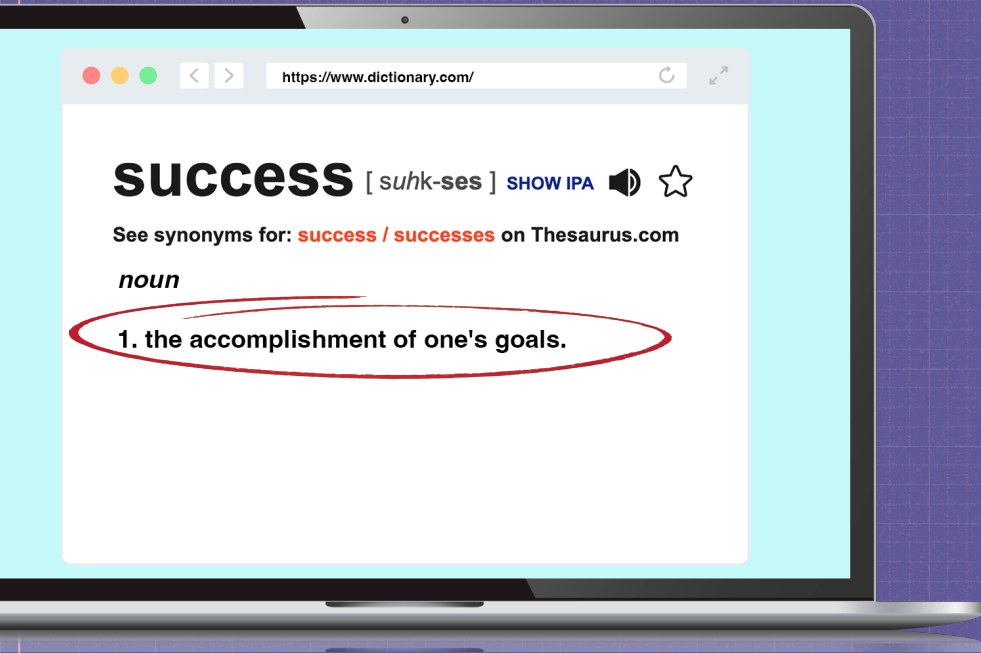 https://www.dictionary.com/
success [ suhk-ses ] SHOW IPA
See synonyms for: success / successes on Thesaurus.com
noun
1. the accomplishment of one's goals.